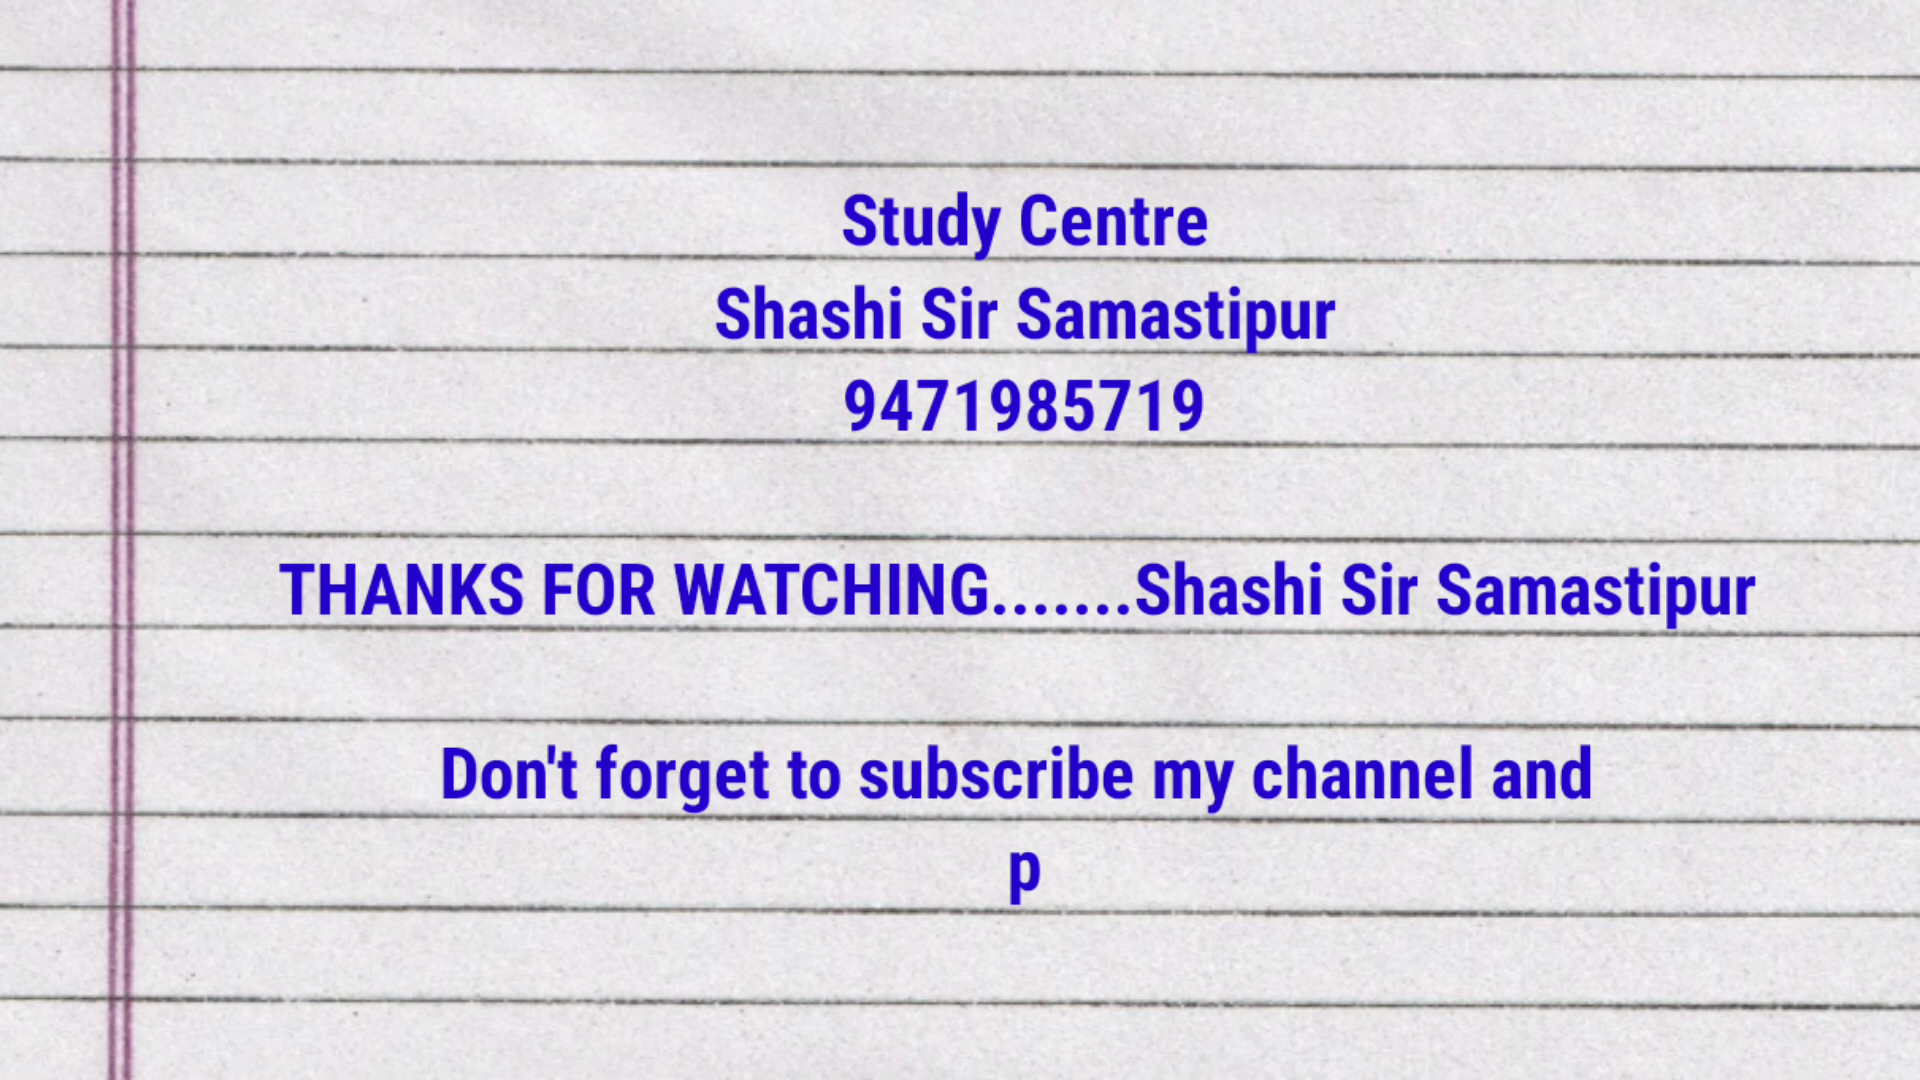 Study Centre
Shashi Sir Samastipur
9471985719
THANKS FOR WATCHING.......Shashi Sir Samastipur
Don't forget to subscribe my channel and
p